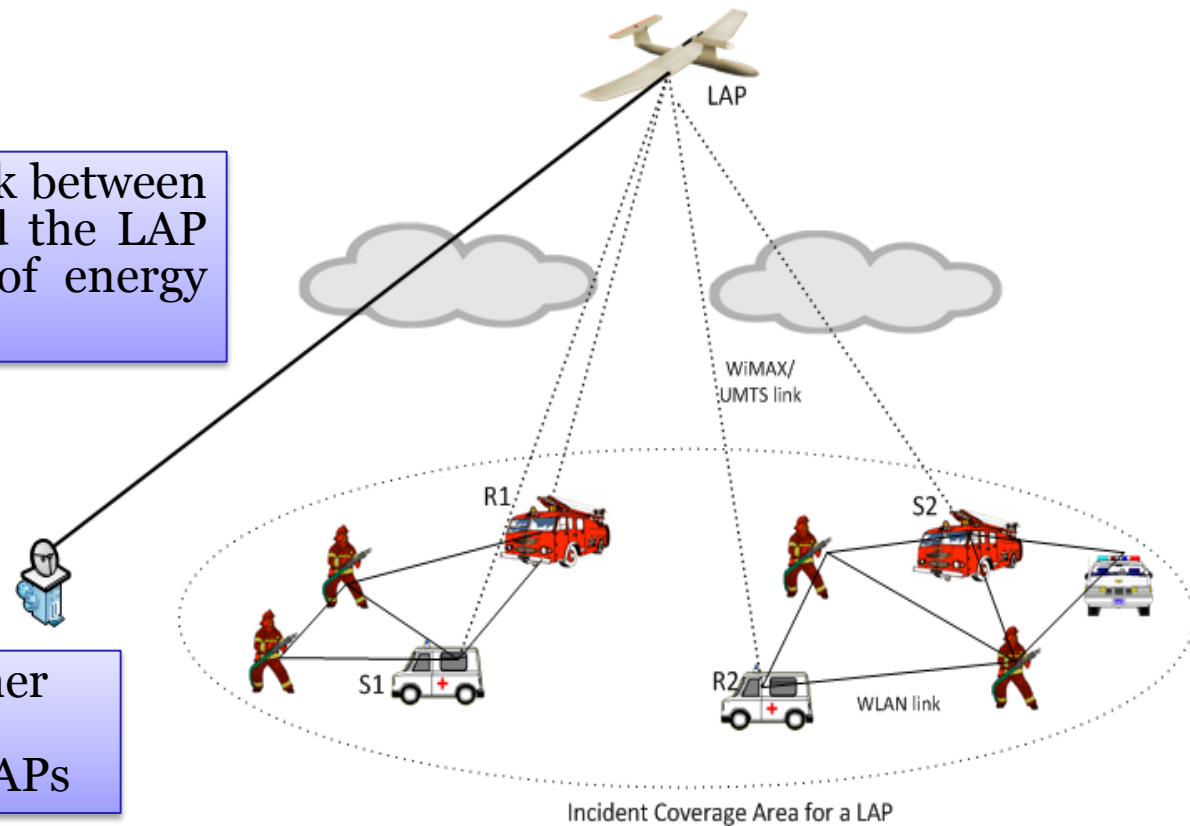 LAP
k between
d the LAP
of energy
WiMAX/
UMTS link
R1
S2
S1
R2
WLAN link
ner
APs
Incident Coverage Area for a LAP